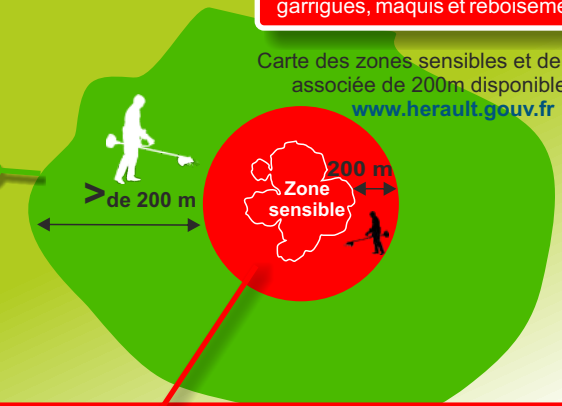 garrigues, maquis et reboiseme
Carte des zones sensibles et de
associée de 200m disponible
www.herault.gouv.fr
200 m
Zone
sensible
> de 200 m